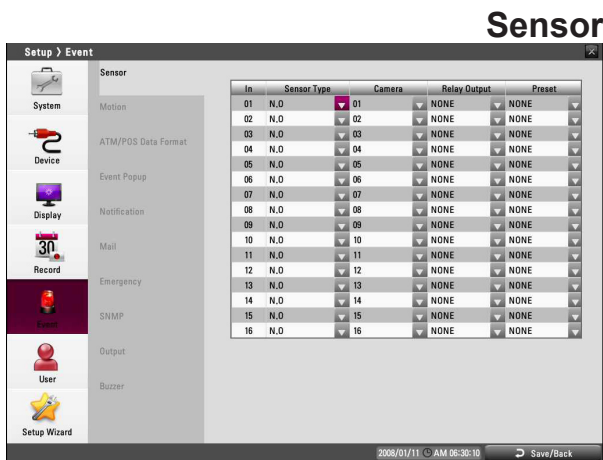 Sensor
Setup > Event
Sensor
Motion
ATM/POS Data Format
Event Popup
Notification
Mail
Emergency
SNMP
Output
Buzzer
System
Device
Display
Record
Event
User
Setup Wizard
In Sensor Type Camera Relay Output Preset
01 N.O 01 NONE NONE
02 N.O 02 NONE NONE
03 N.O 03 NONE NONE
04 N.O 04 NONE NONE
05 N.O 05 NONE NONE
06 N.O 06 NONE NONE
07 N.O 07 NONE NONE
08 N.O 08 NONE NONE
09 N.O 09 NONE NONE
10 N.O 10 NONE NONE
11 N.O 11 NONE NONE
12 N.O 12 NONE NONE
13 N.O 13 NONE NONE
14 N.O 14 NONE NONE
15 N.O 15 NONE NONE
16 N.O 16 NONE NONE
2008/01/11 AM 06:30:10 Save/Back
30